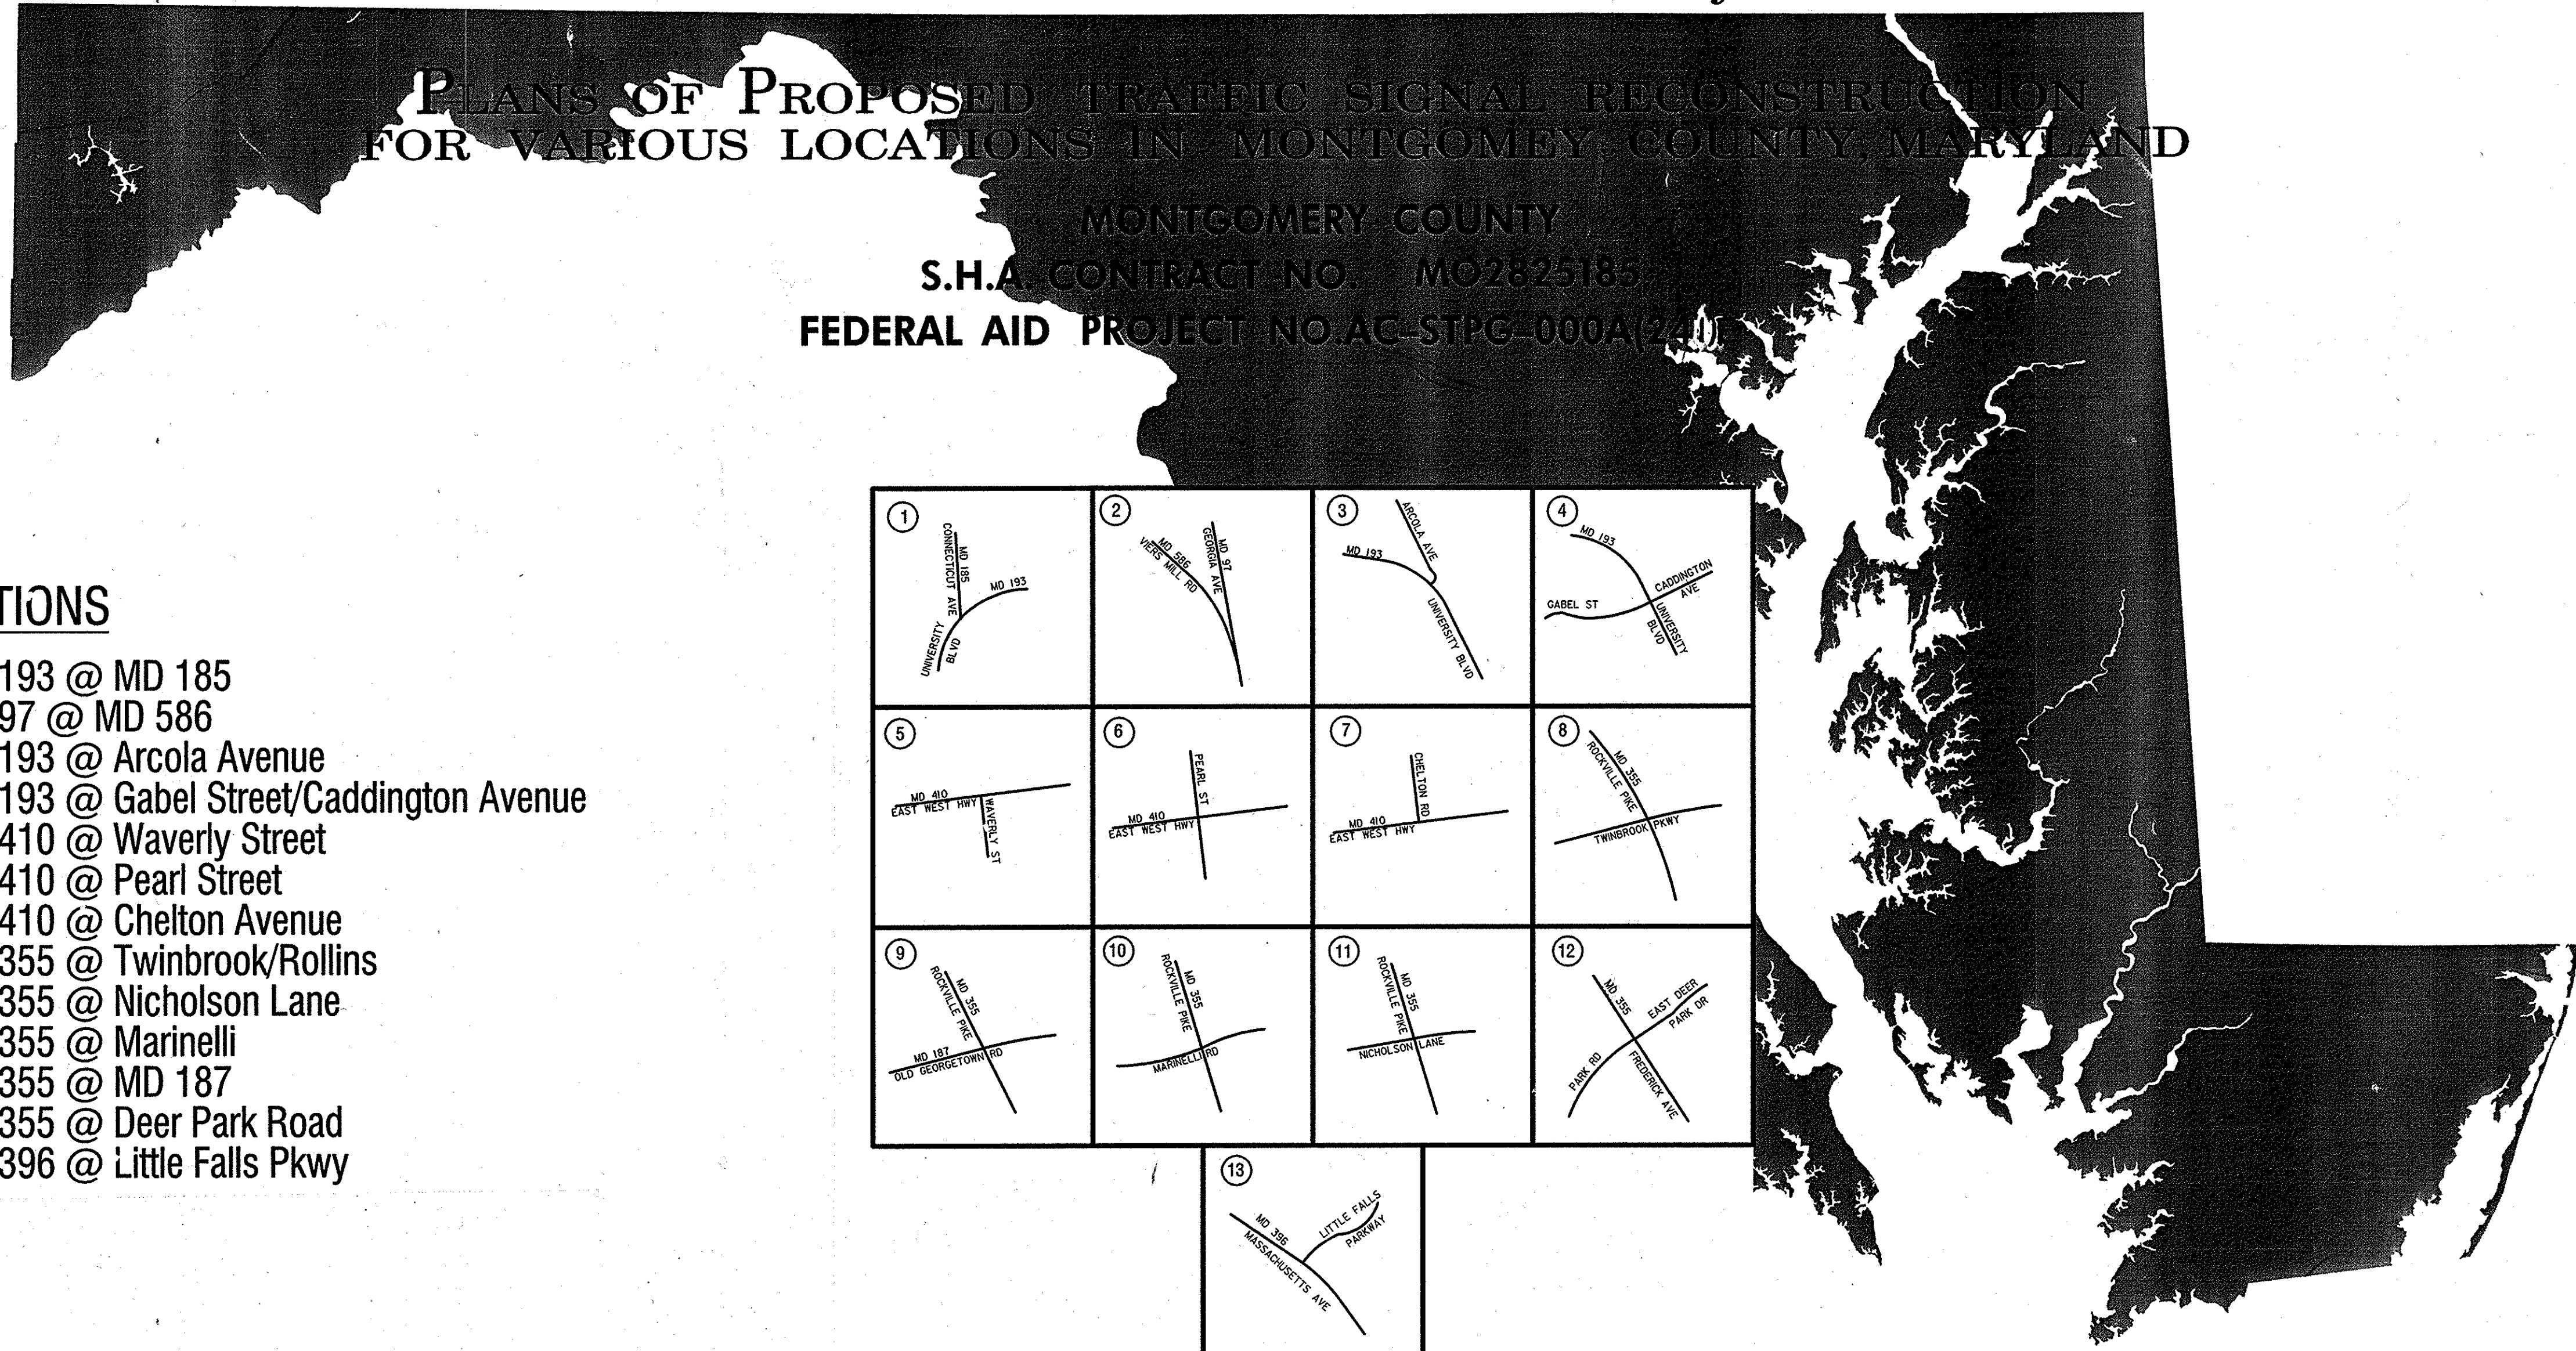 PLANS OF PROPOSED TRAFFIC SIGNAL RECONSTRUCTION
FOR VARIOUS LOCATIONS IN MONTGOMEY COUNTY, MARYLAND
MONTGOMERY COUNTY
S.H.A. CONTRACT NO. MO2825185
FEDERAL AID PROJECT NO. AC-STPG-000A(241)
TIONS
193 @ MD 185
97 @ MD 586
193 @ Arcola Avenue
193 @ Gabel Street/Caddington Avenue
410 @ Waverly Street
410 @ Pearl Street
410 @ Chelton Avenue
355 @ Twinbrook/Rollins
355 @ Nicholson Lane
355 @ Marinelli
355 @ MD 187
355 @ Deer Park Road
396 @ Little Falls Pkwy
1
CONNECTICUT AVE
MD 185
MD 193
UNIVERSITY
BLVD
2
MD 586
VIERS MILL RD
MD 97
GEORGIA AVE
3
ARCOLA AVE
MD 193
UNIVERSITY BLVD
4
MD 193
CADDINGTON
AVE
GABEL ST
UNIVERSITY
BLVD
5
MD 410
EAST WEST HWY
WAVERLY ST
6
PEARL ST
MD 410
EAST WEST HWY
7
CHELTON RD
MD 410
EAST WEST HWY
8
MD 355
ROCKVILLE PIKE
TWINBROOK PKWY
9
MD 355
ROCKVILLE PIKE
MD 187
OLD GEORGETOWN RD
10
MD 355
ROCKVILLE PIKE
MARINELLI RD
11
MD 355
ROCKVILLE PIKE
NICHOLSON LANE
12
MD 355
EAST DEER
PARK DR
PARK RD
FREDERICK AVE
13
MD 396
MASSACHUSETTS AVE
LITTLE FALLS
PARKWAY